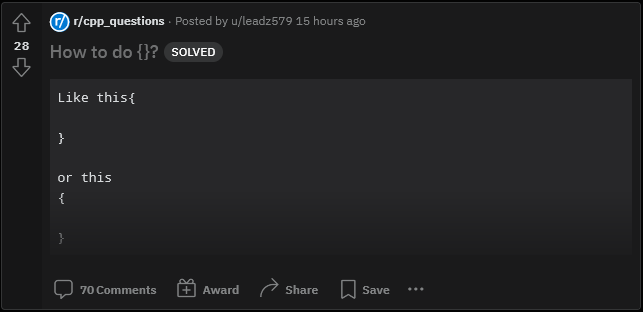 r/ r/cpp_questions · Posted by u/leadz579 15 hours ago
28
How to do {}? SOLVED
Like this{
}
or this
{
}
70 Comments Award Share Save ···